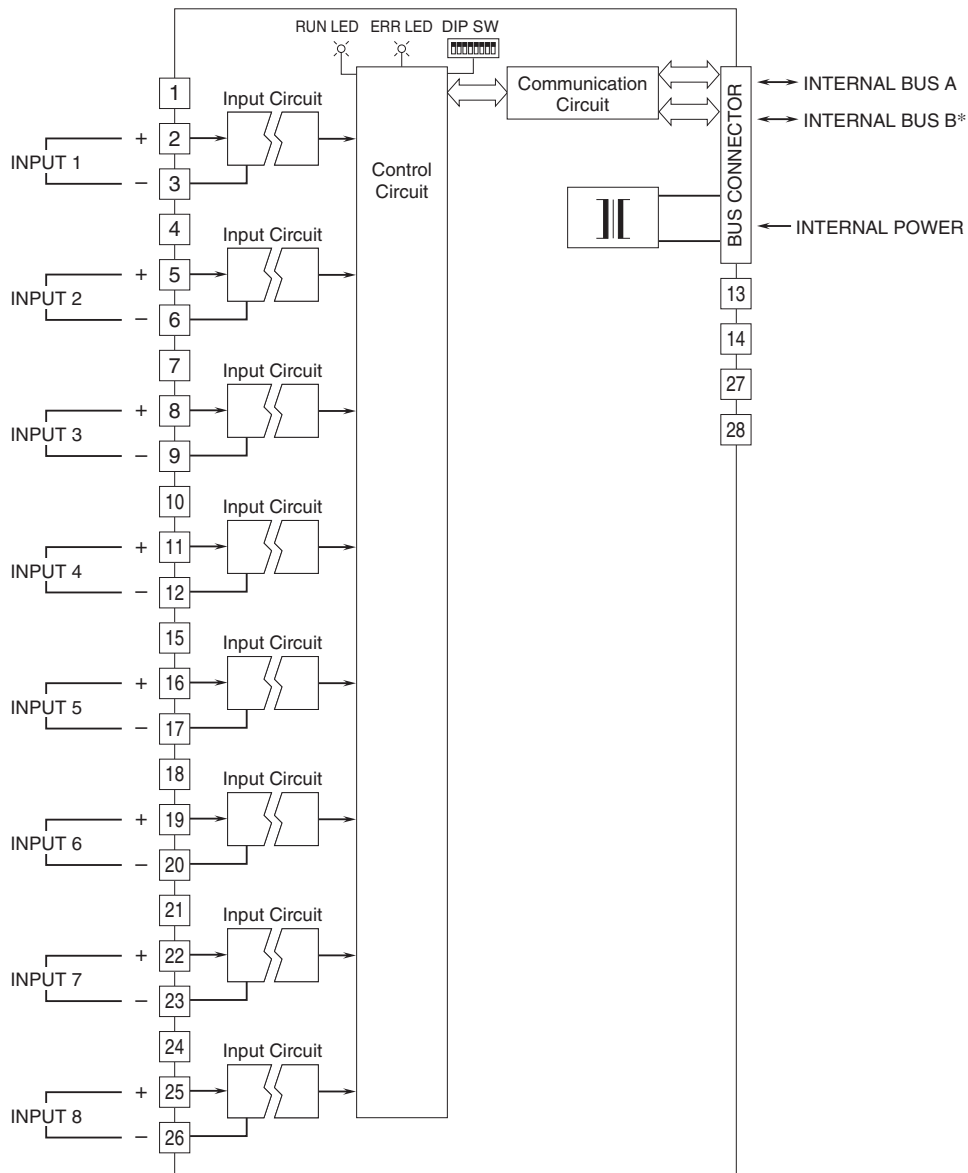 RUN LED ERR LED DIP SW
1
Input Circuit
INPUT 1
+ 2
− 3
4
Input Circuit
INPUT 2
+ 5
− 6
7
Input Circuit
INPUT 3
+ 8
− 9
10
Input Circuit
INPUT 4
+ 11
− 12
15
Input Circuit
INPUT 5
+ 16
− 17
18
Input Circuit
INPUT 6
+ 19
− 20
21
Input Circuit
INPUT 7
+ 22
− 23
24
Input Circuit
INPUT 8
+ 25
− 26
Control
Circuit
Communication
Circuit
BUS CONNECTOR
INTERNAL BUS A
INTERNAL BUS B*
INTERNAL POWER
13
14
27
28